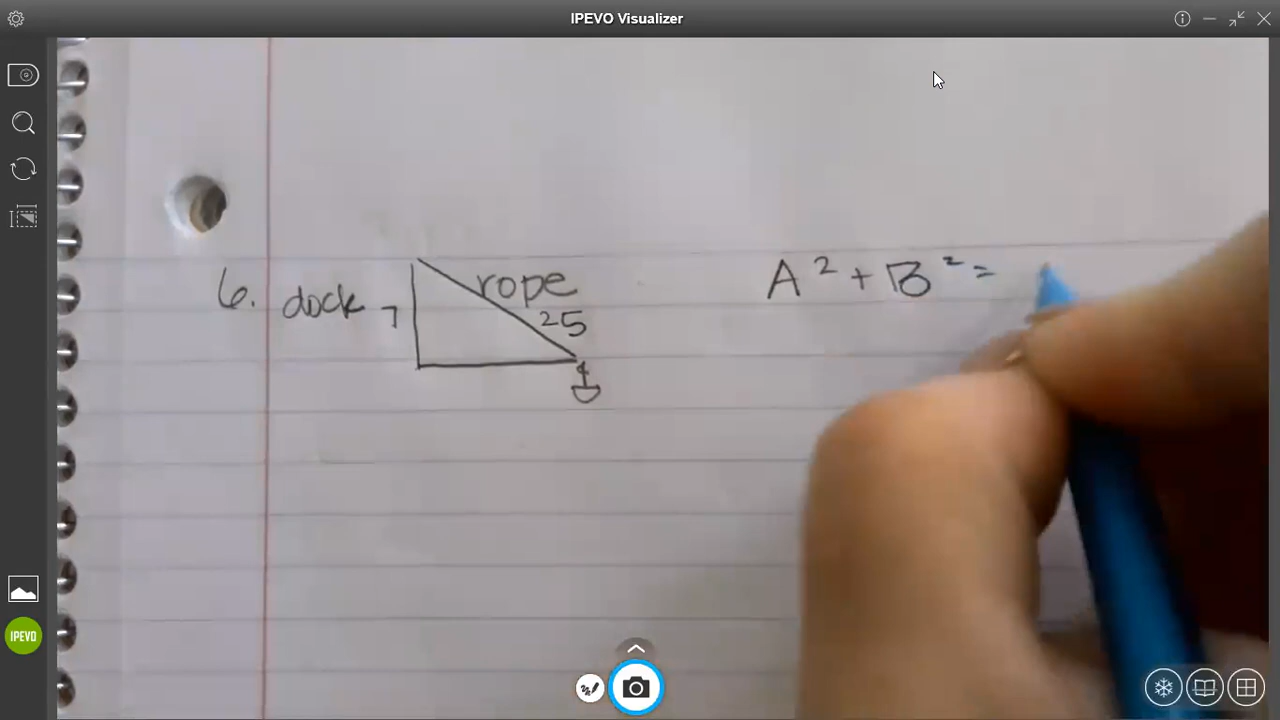 IPEVO Visualizer
6. dock 7 rope 25 A² + B² =
IPEVO